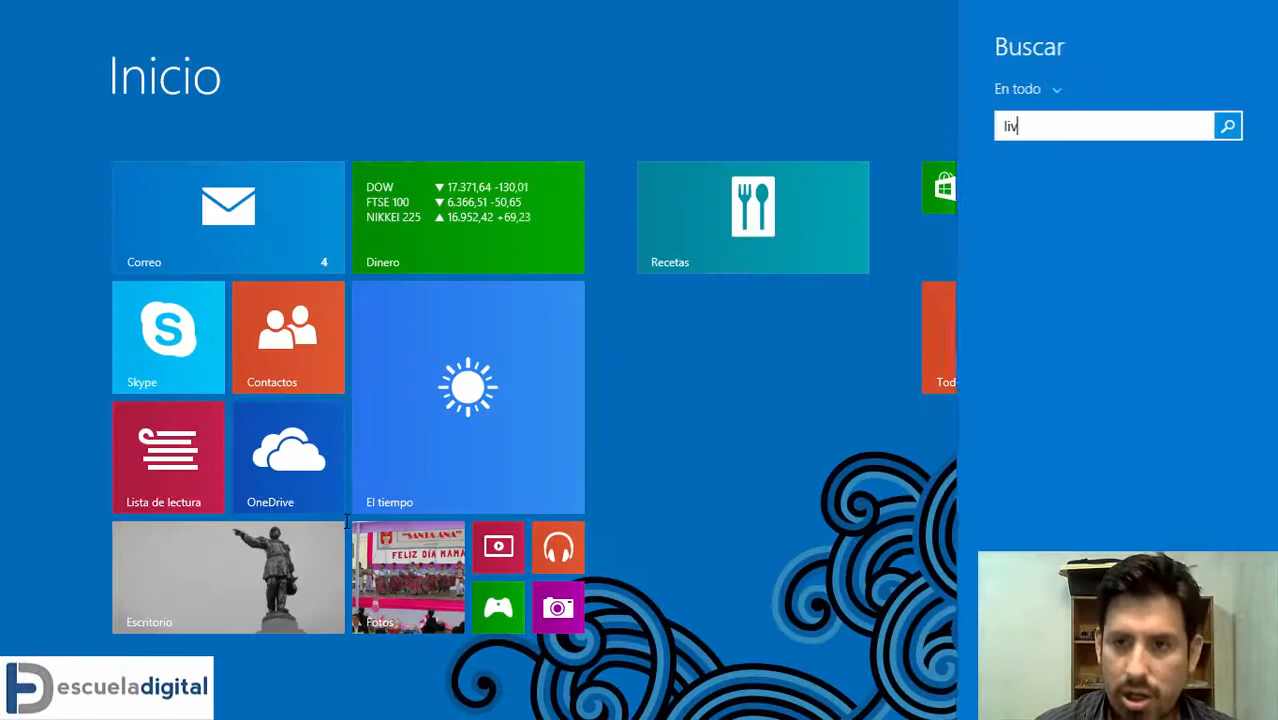 Inicio
Buscar
En todo
liv
DOW 17.371,64 -130,01
FTSE 100 6.366,51 -50,65
NIKKEI 225 16.952,42 +69,23
Correo
4
Dinero
Recetas
Skype
Contactos
Tod
Lista de lectura
OneDrive
El tiempo
"SANTA ANA"
FELIZ DIA MAMA
Escritorio
Fotos
escueladigital